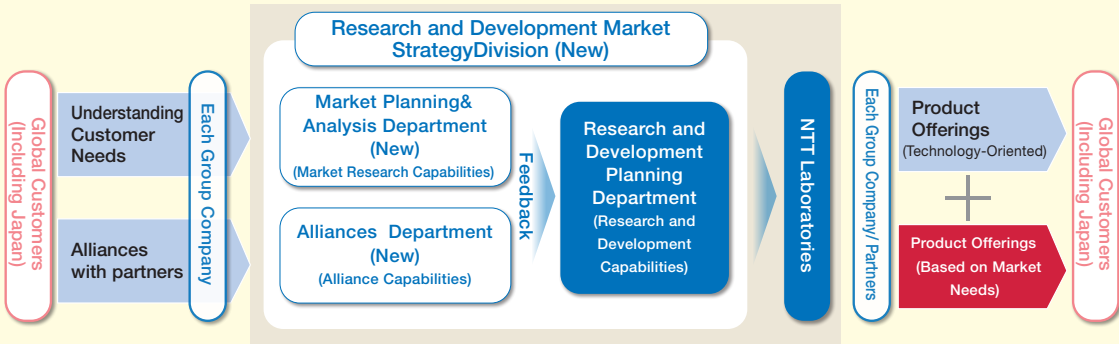 Research and Development Market
StrategyDivision (New)
Global Customers
(Including Japan)
Understanding
Customer
Needs
Alliances
with partners
Each Group Company
Market Planning&
Analysis Department
(New)
(Market Research Capabilities)
Alliances Department
(New)
(Alliance Capabilities)
Feedback
Research and
Development
Planning
Department
(Research and
Development
Capabilities)
NTT Laboratories
Each Group Company/ Partners
Product
Offerings
(Technology-Oriented)
Product Offerings
(Based on Market
Needs)
Global Customers
(Including Japan)